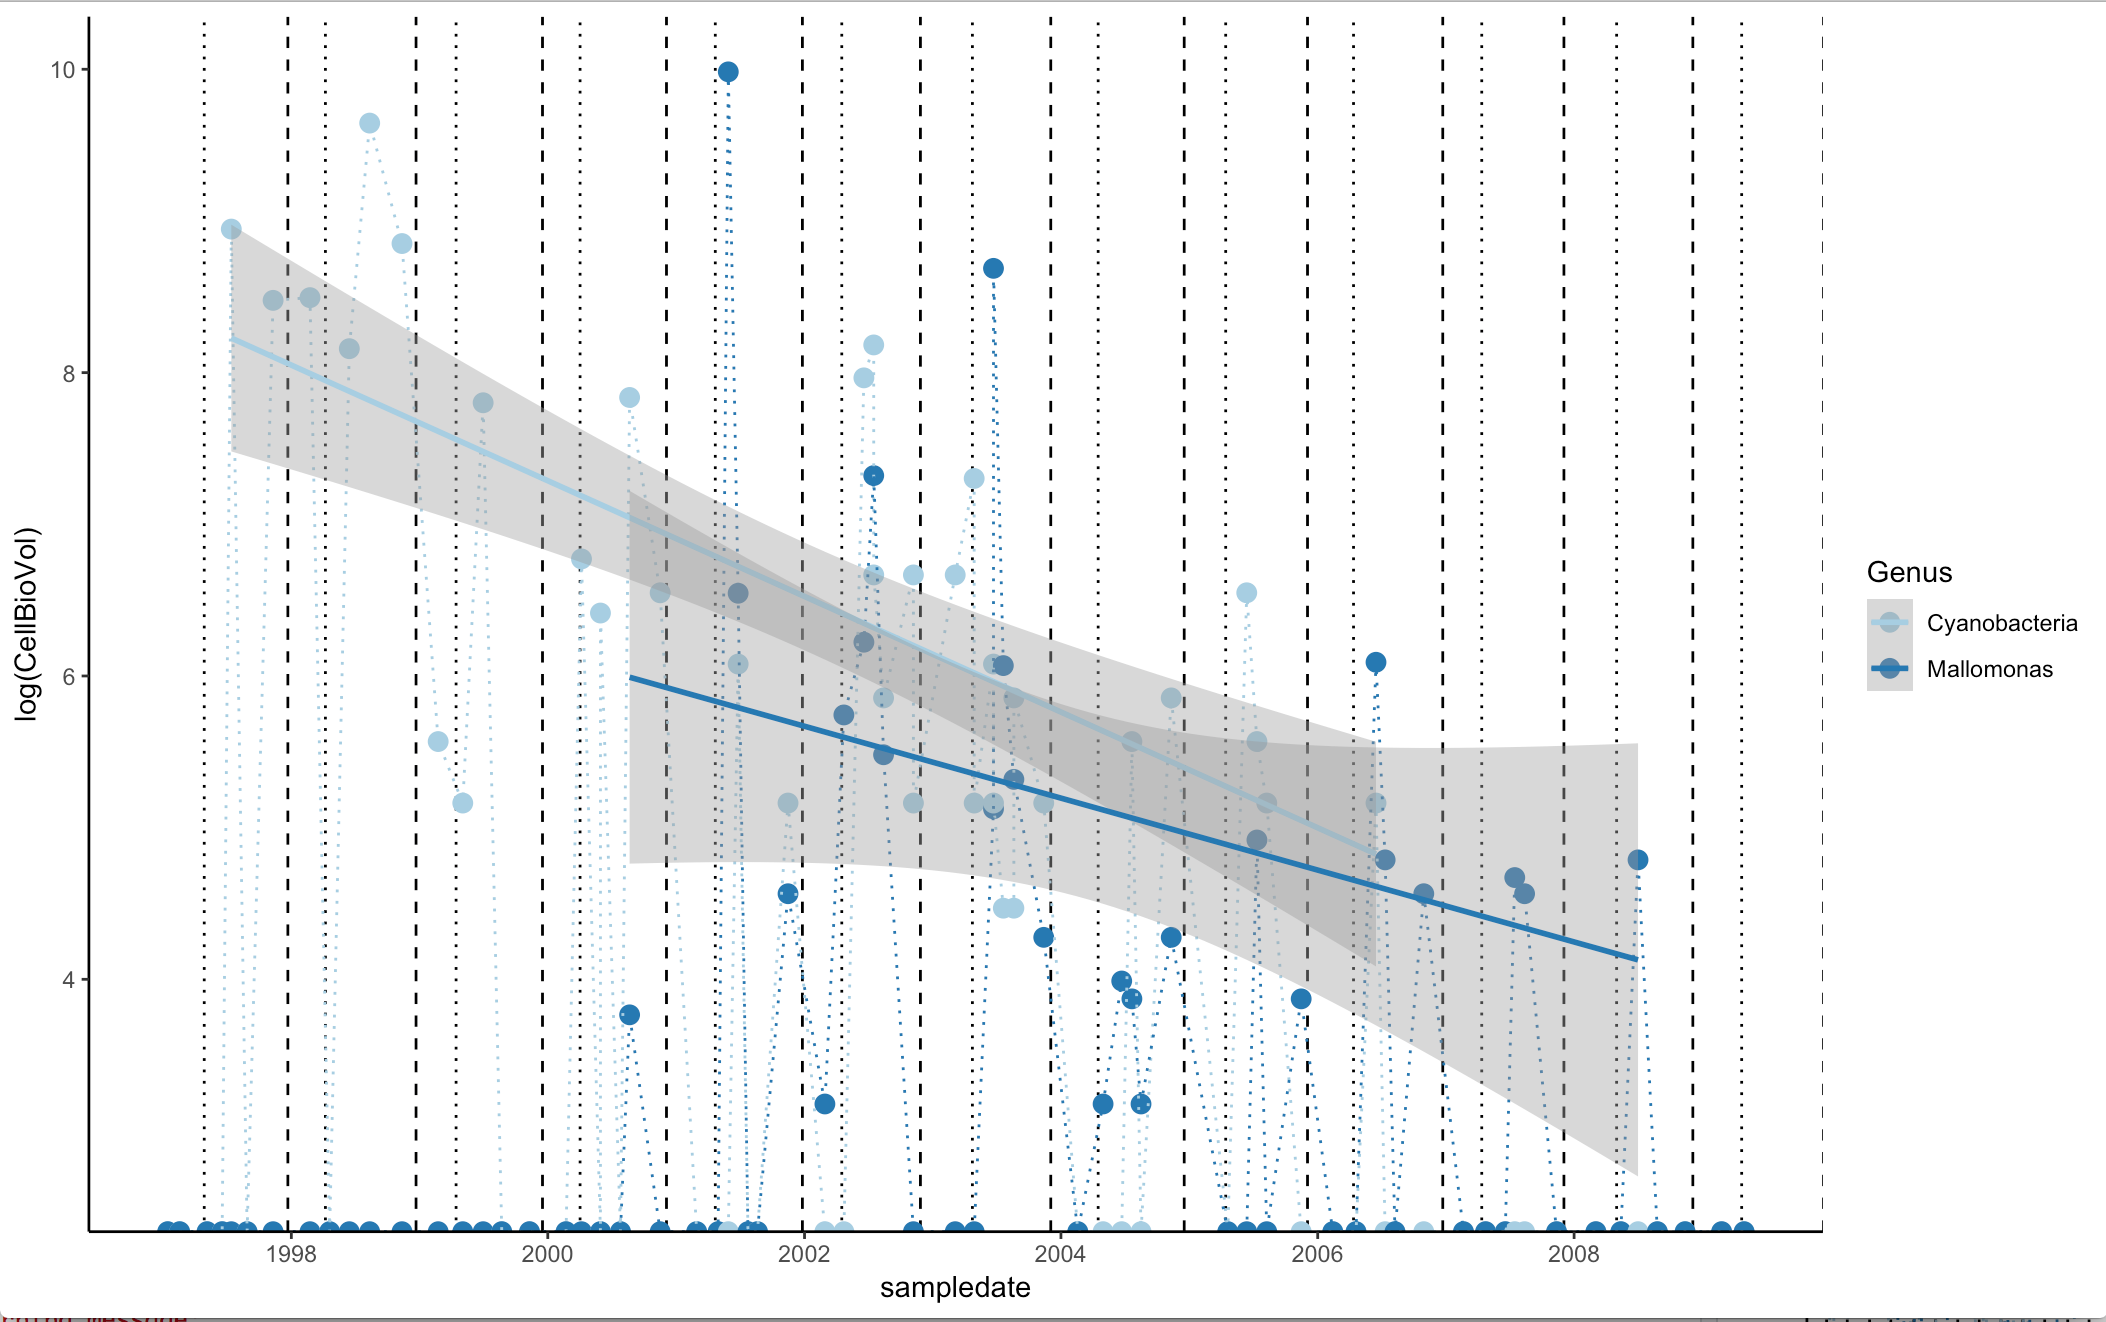 10
8
6
4
log(CellBioVol)
1998 2000 2002 2004 2006 2008
sampledate
Genus
Cyanobacteria
Mallomonas